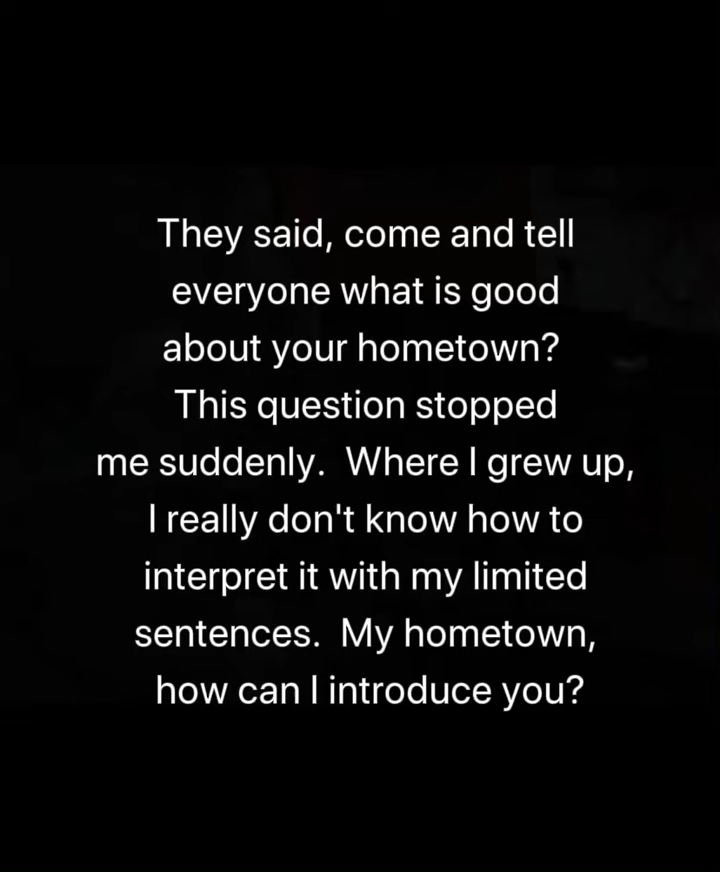 They said, come and tell
everyone what is good
about your hometown?
This question stopped
me suddenly.  Where I grew up,
I really don't know how to
interpret it with my limited
sentences.  My hometown,
how can I introduce you?